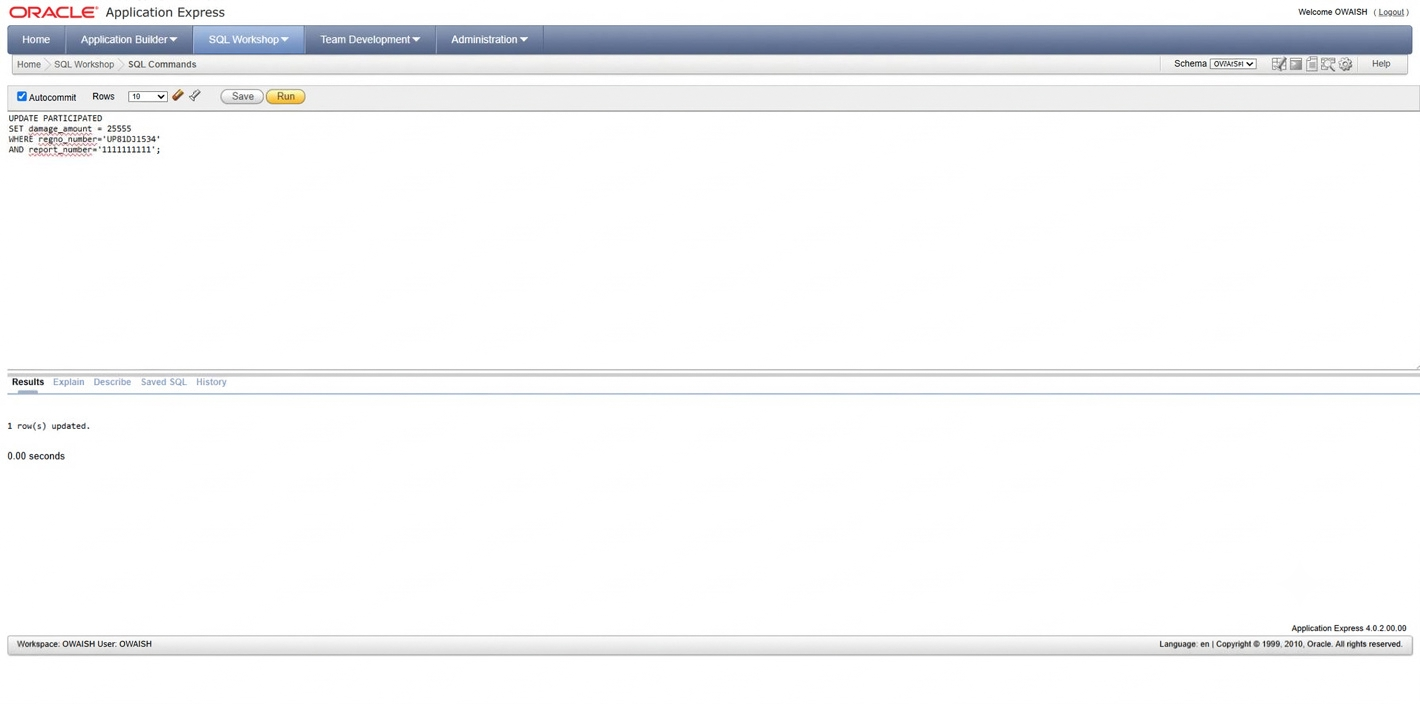 ORACLE® Application Express
Welcome OWAISH ( Logout )
Home Application Builder SQL Workshop Team Development Administration
Home SQL Workshop SQL Commands
Schema Help
Autocommit Rows 10 Save Run
UPDATE PARTICIPATED
SET damage_amount = 25555
WHERE regno_number='UP81DJ1534'
AND report_number='1111111111';
Results Explain Describe Saved SQL History
1 row(s) updated.
0.00 seconds
Application Express 4.0.2.00.00
Workspace: OWAISH User: OWAISH
Language: en | Copyright © 1999, 2010, Oracle. All rights reserved.